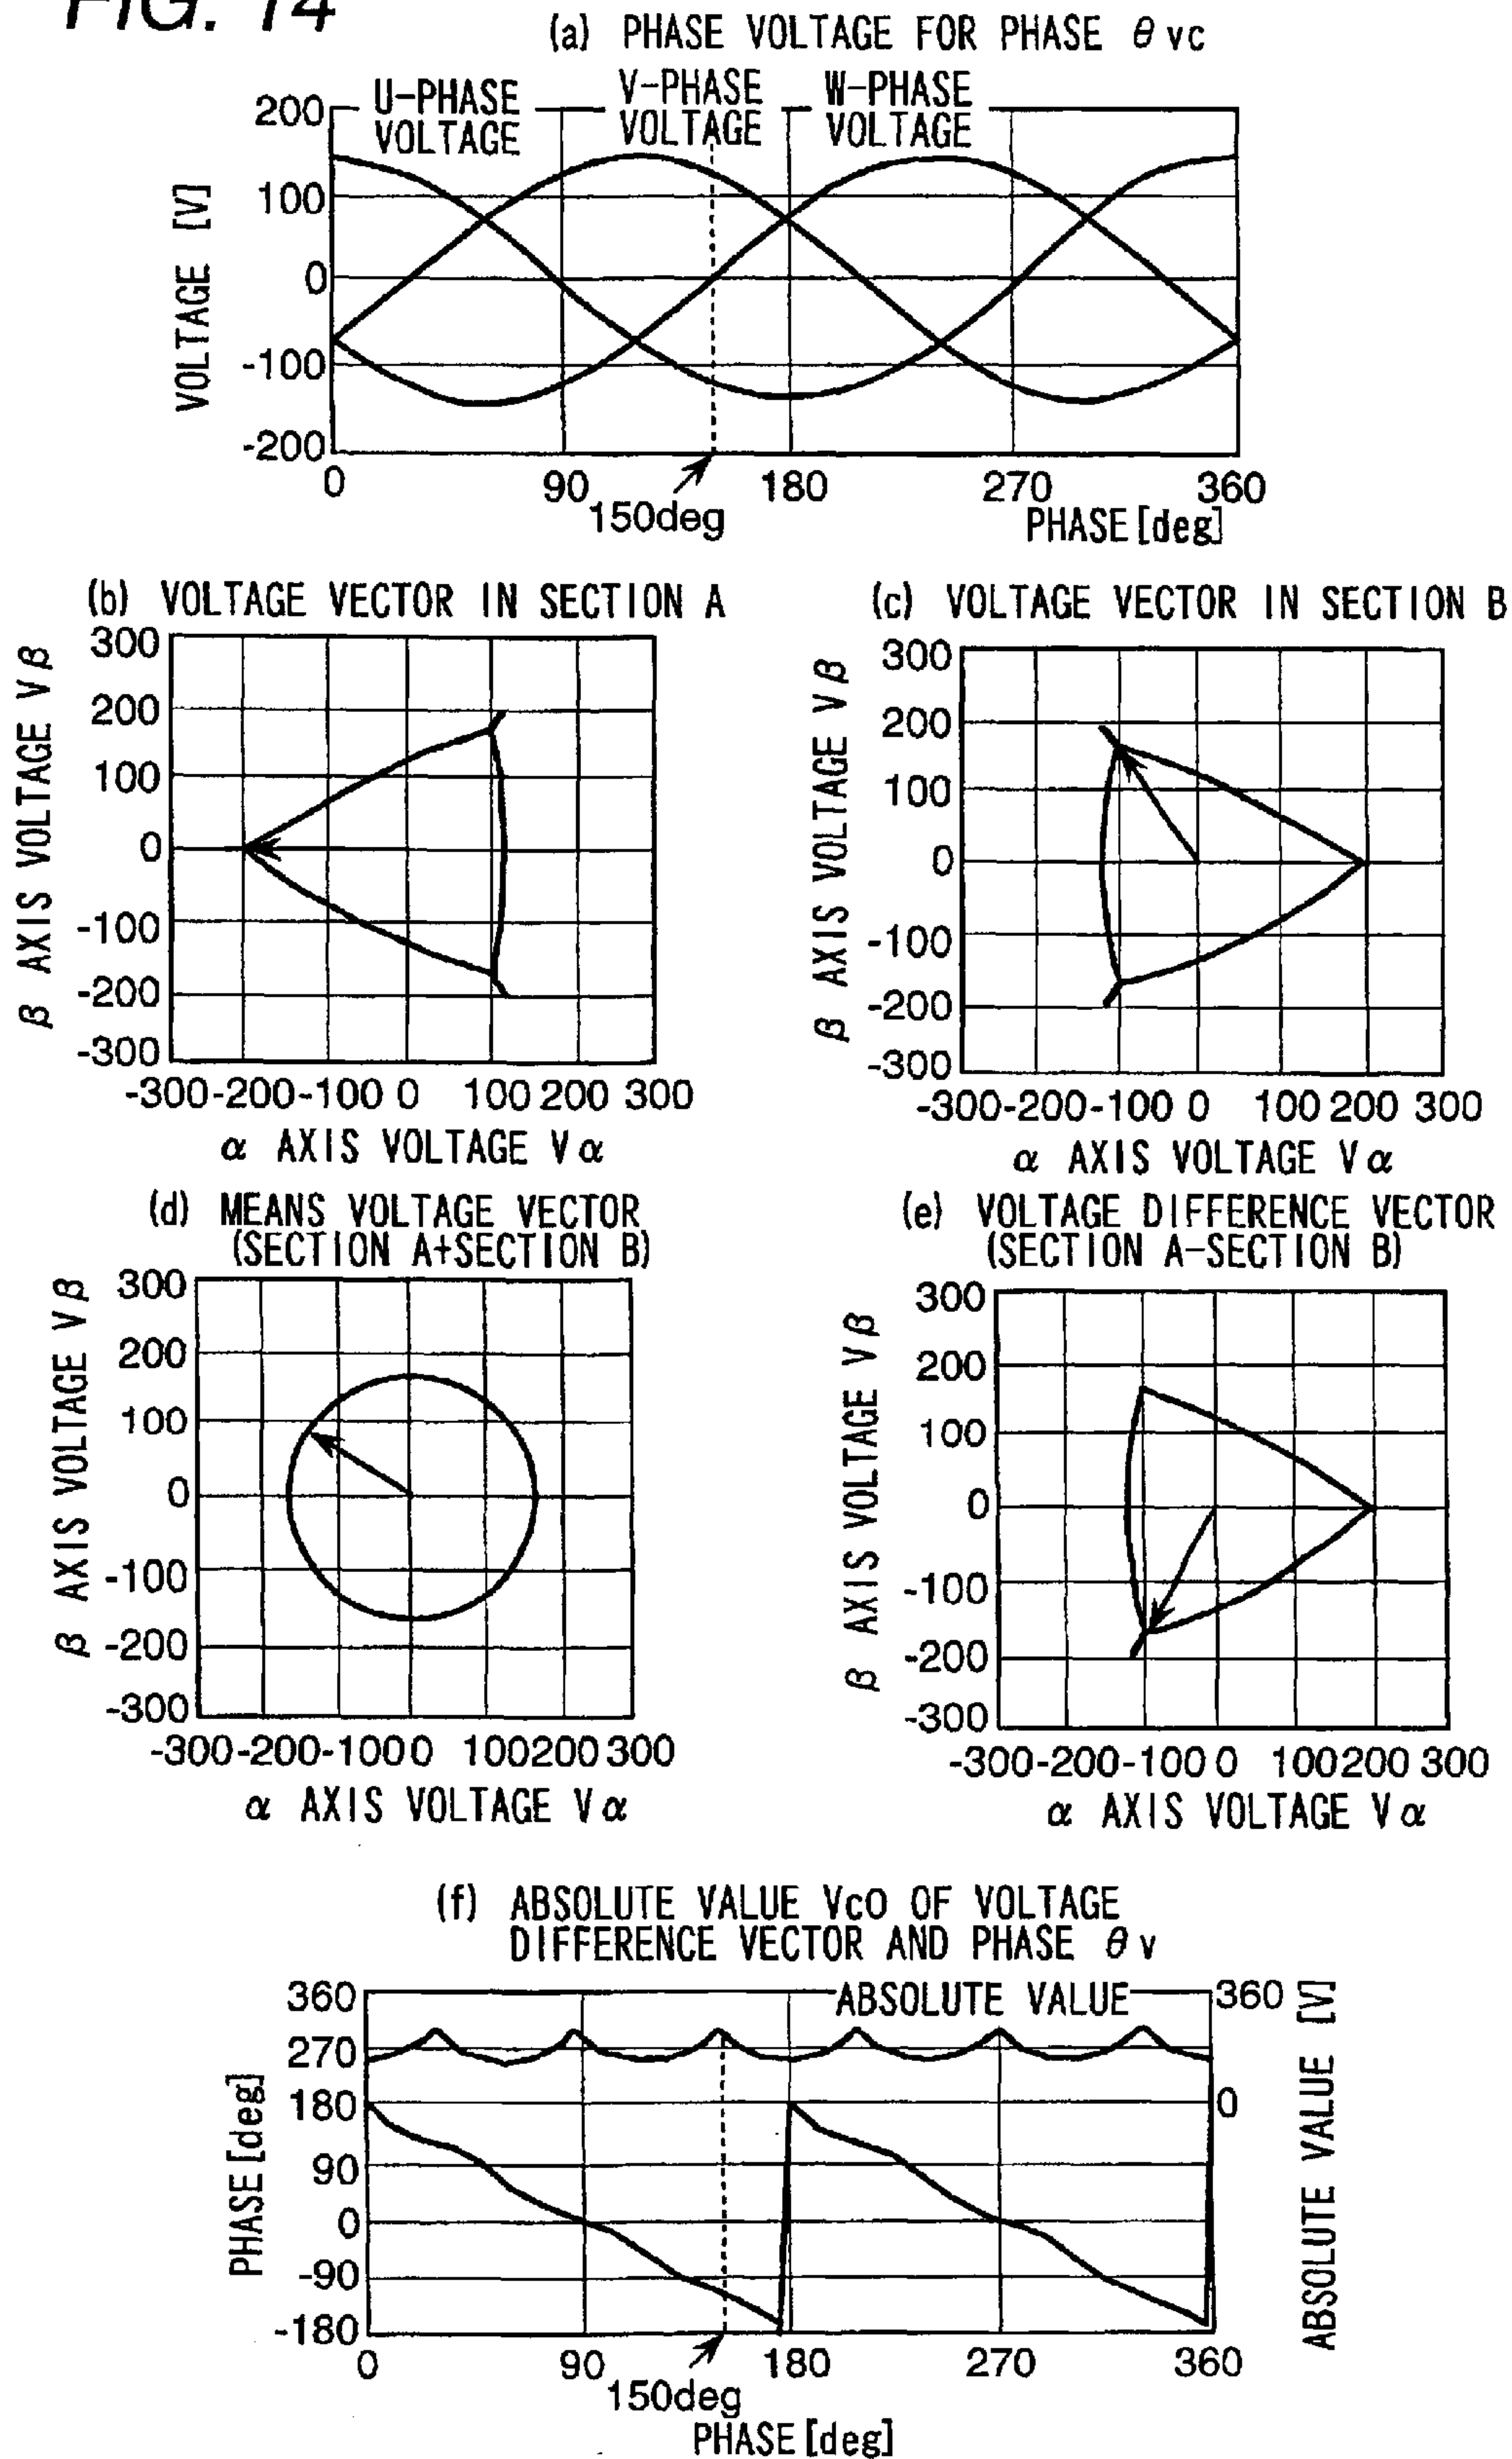 FIG. 14
(a) PHASE VOLTAGE FOR PHASE θvc
U-PHASE VOLTAGE
V-PHASE VOLTAGE
W-PHASE VOLTAGE
VOLTAGE [V]
200
100
0
-100
-200
0 90 180 270 360
150deg
PHASE [deg]
(b) VOLTAGE VECTOR IN SECTION A
β AXIS VOLTAGE Vβ
300
200
100
0
-100
-200
-300
-300 -200 -100 0 100 200 300
α AXIS VOLTAGE Vα
(c) VOLTAGE VECTOR IN SECTION B
β AXIS VOLTAGE Vβ
300
200
100
0
-100
-200
-300
-300 -200 -100 0 100 200 300
α AXIS VOLTAGE Vα
(d) MEANS VOLTAGE VECTOR
(SECTION A+SECTION B)
β AXIS VOLTAGE Vβ
300
200
100
0
-100
-200
-300
-300 -200 -100 0 100 200 300
α AXIS VOLTAGE Vα
(e) VOLTAGE DIFFERENCE VECTOR
(SECTION A-SECTION B)
β AXIS VOLTAGE Vβ
300
200
100
0
-100
-200
-300
-300 -200 -100 0 100 200 300
α AXIS VOLTAGE Vα
(f) ABSOLUTE VALUE Vc0 OF VOLTAGE
DIFFERENCE VECTOR AND PHASE θv
PHASE [deg]
360
270
180
90
0
-90
-180
ABSOLUTE VALUE
360
0
ABSOLUTE VALUE [V]
0 90 180 270 360
150deg
PHASE [deg]